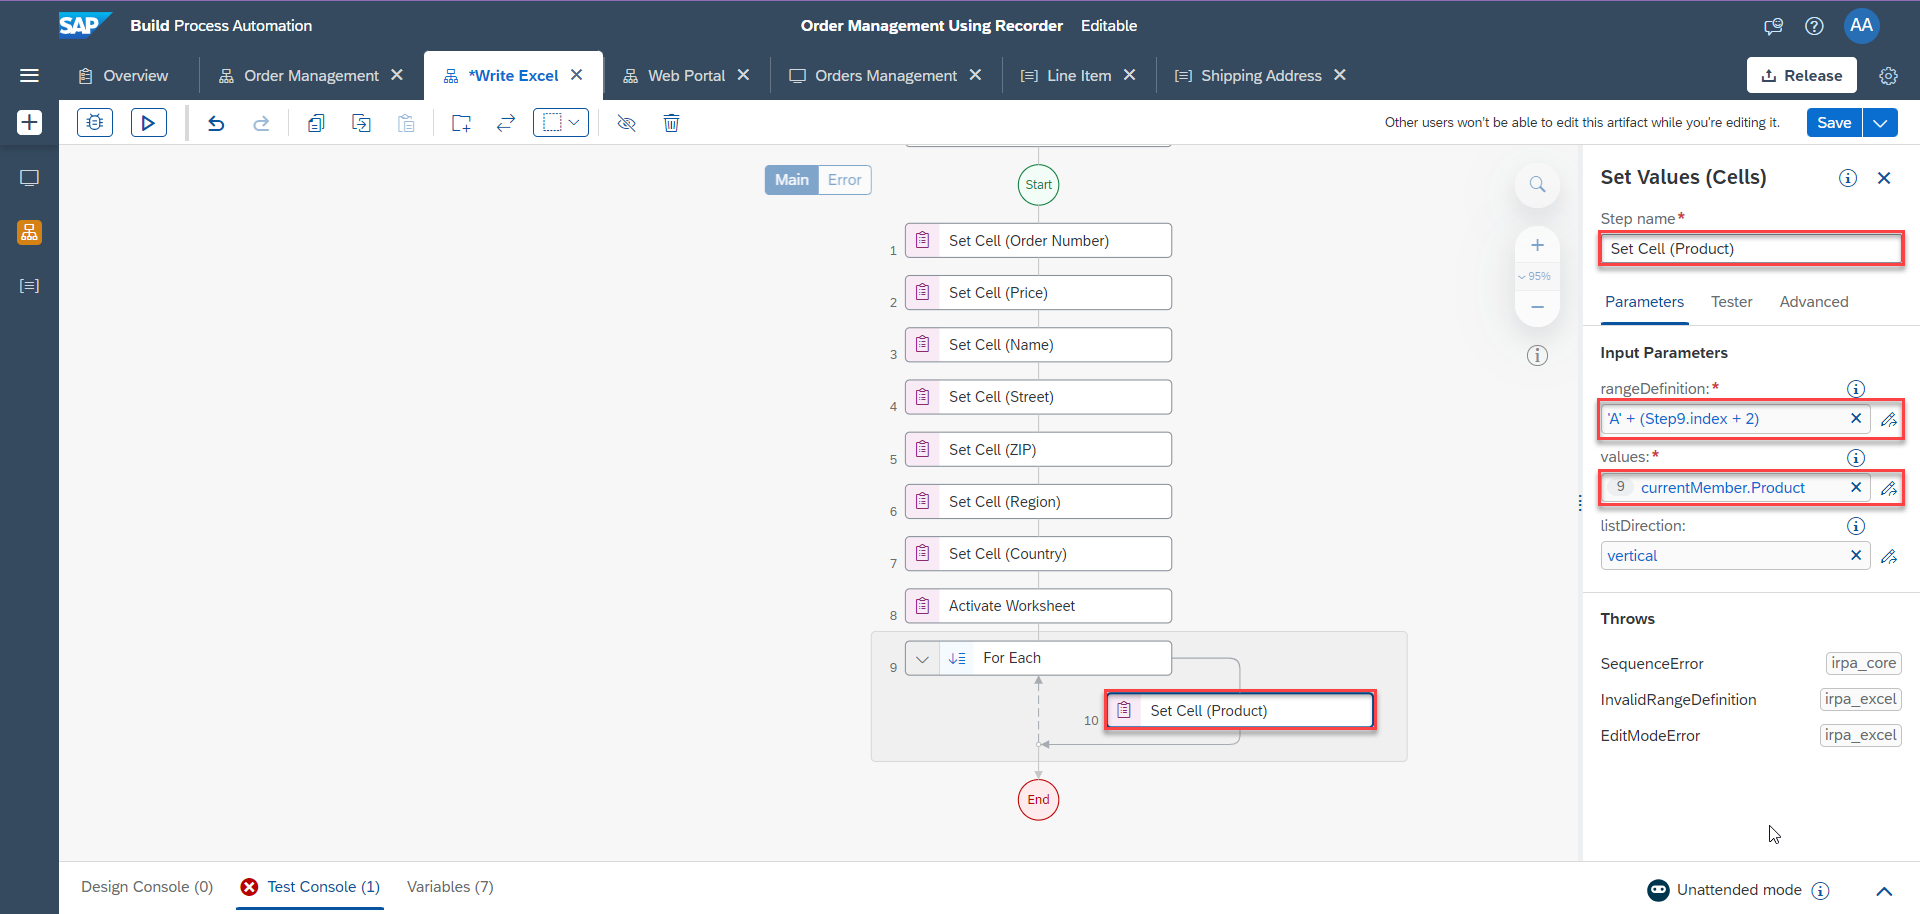 SAP Build Process Automation
Order Management Using Recorder Editable
AA
Overview
Order Management
*Write Excel
Web Portal
Orders Management
Line Item
Shipping Address
Release
Other users won't be able to edit this artifact while you're editing it.
Save
Main Error
Start
1 Set Cell (Order Number)
2 Set Cell (Price)
3 Set Cell (Name)
4 Set Cell (Street)
5 Set Cell (ZIP)
6 Set Cell (Region)
7 Set Cell (Country)
8 Activate Worksheet
9 For Each
10 Set Cell (Product)
End
95%
Set Values (Cells)
Step name*
Set Cell (Product)
Parameters Tester Advanced
Input Parameters
rangeDefinition:*
'A' + (Step9.index + 2)
values:*
9 currentMember.Product
listDirection:
vertical
Throws
SequenceError irpa_core
InvalidRangeDefinition irpa_excel
EditModeError irpa_excel
Design Console (0)
Test Console (1)
Variables (7)
Unattended mode